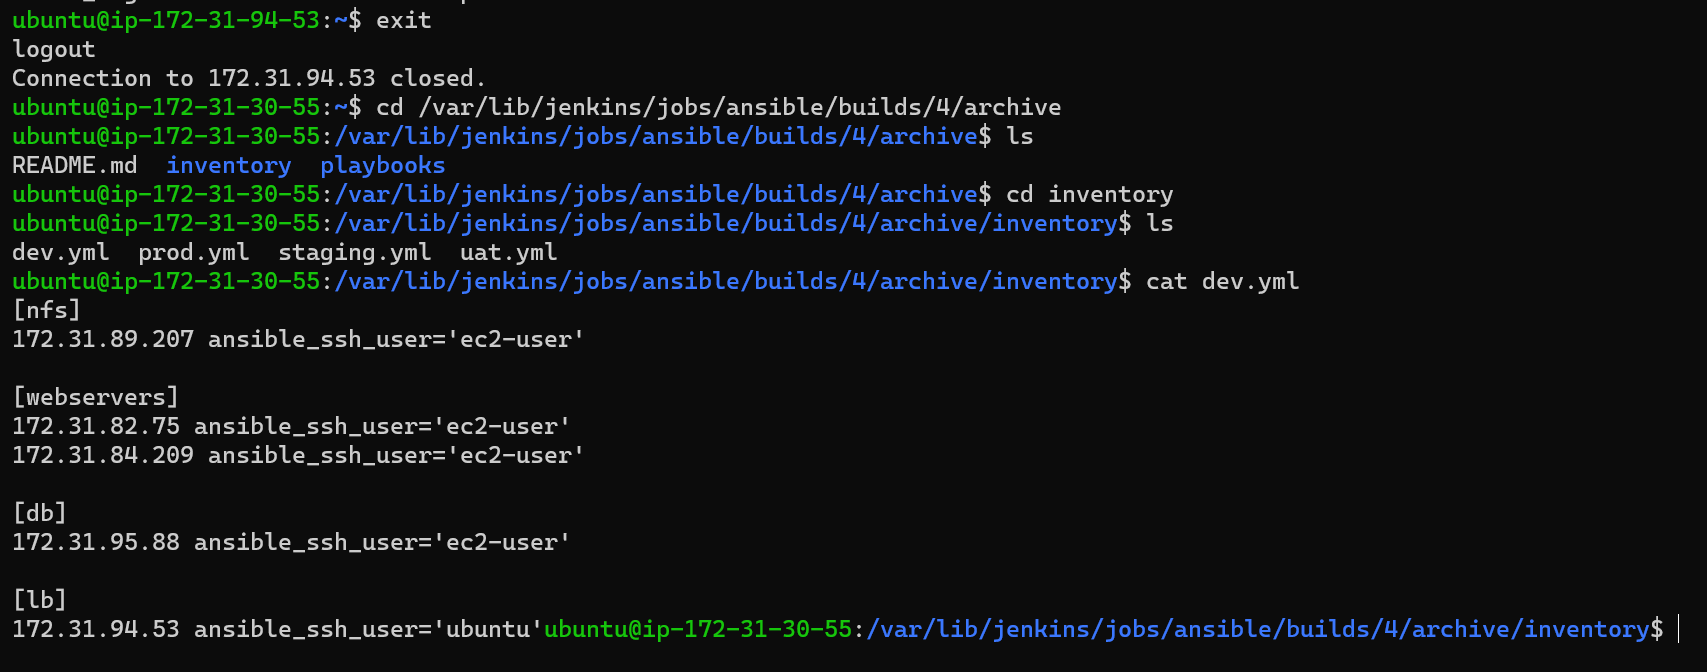 ubuntu@ip-172-31-94-53:~$ exit
logout
Connection to 172.31.94.53 closed.
ubuntu@ip-172-31-30-55:~$ cd /var/lib/jenkins/jobs/ansible/builds/4/archive
ubuntu@ip-172-31-30-55:/var/lib/jenkins/jobs/ansible/builds/4/archive$ ls
README.md  inventory  playbooks
ubuntu@ip-172-31-30-55:/var/lib/jenkins/jobs/ansible/builds/4/archive$ cd inventory
ubuntu@ip-172-31-30-55:/var/lib/jenkins/jobs/ansible/builds/4/archive/inventory$ ls
dev.yml  prod.yml  staging.yml  uat.yml
ubuntu@ip-172-31-30-55:/var/lib/jenkins/jobs/ansible/builds/4/archive/inventory$ cat dev.yml
[nfs]
172.31.89.207 ansible_ssh_user='ec2-user'

[webservers]
172.31.82.75 ansible_ssh_user='ec2-user'
172.31.84.209 ansible_ssh_user='ec2-user'

[db]
172.31.95.88 ansible_ssh_user='ec2-user'

[lb]
172.31.94.53 ansible_ssh_user='ubuntu'ubuntu@ip-172-31-30-55:/var/lib/jenkins/jobs/ansible/builds/4/archive/inventory$